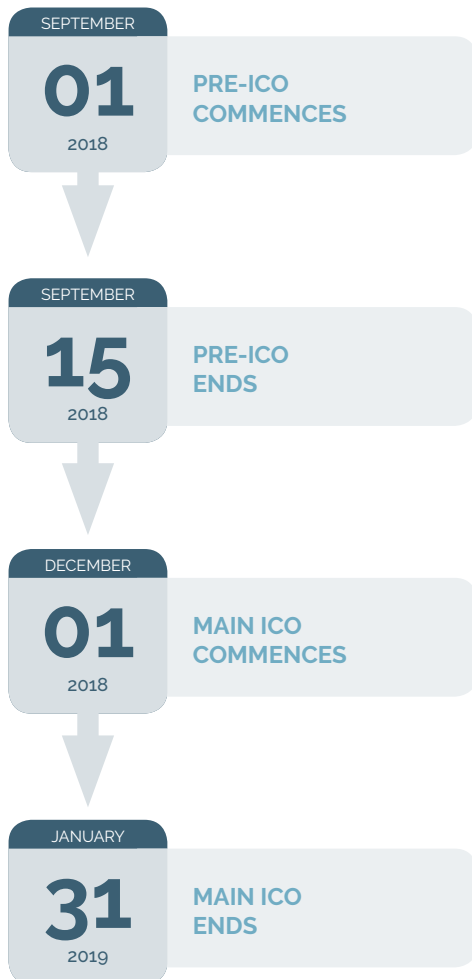 SEPTEMBER
01
2018
PRE-ICO
COMMENCES
SEPTEMBER
15
2018
PRE-ICO
ENDS
DECEMBER
01
2018
MAIN ICO
COMMENCES
JANUARY
31
2019
MAIN ICO
ENDS